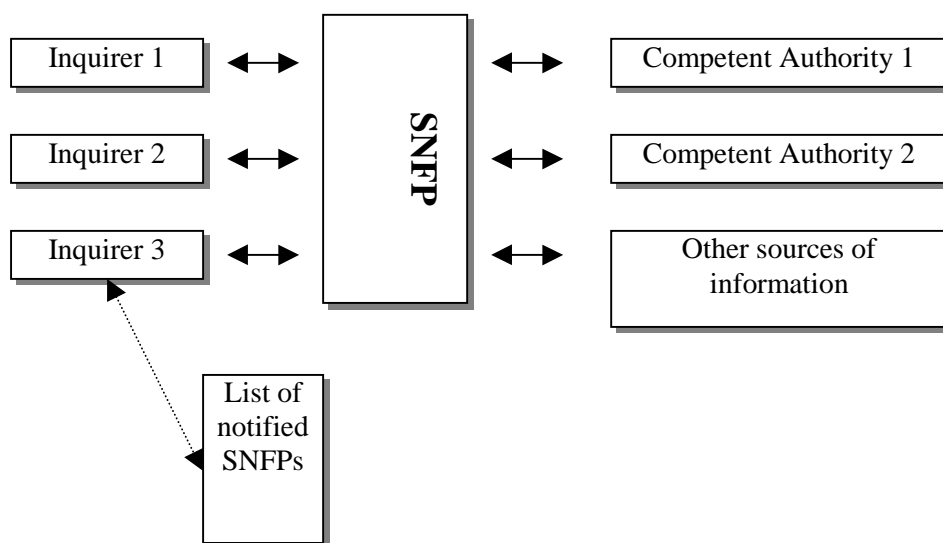 Inquirer 1
Competent Authority 1
SNFP
Inquirer 2
Competent Authority 2
Inquirer 3
Other sources of
information
List of
notified
SNFPs